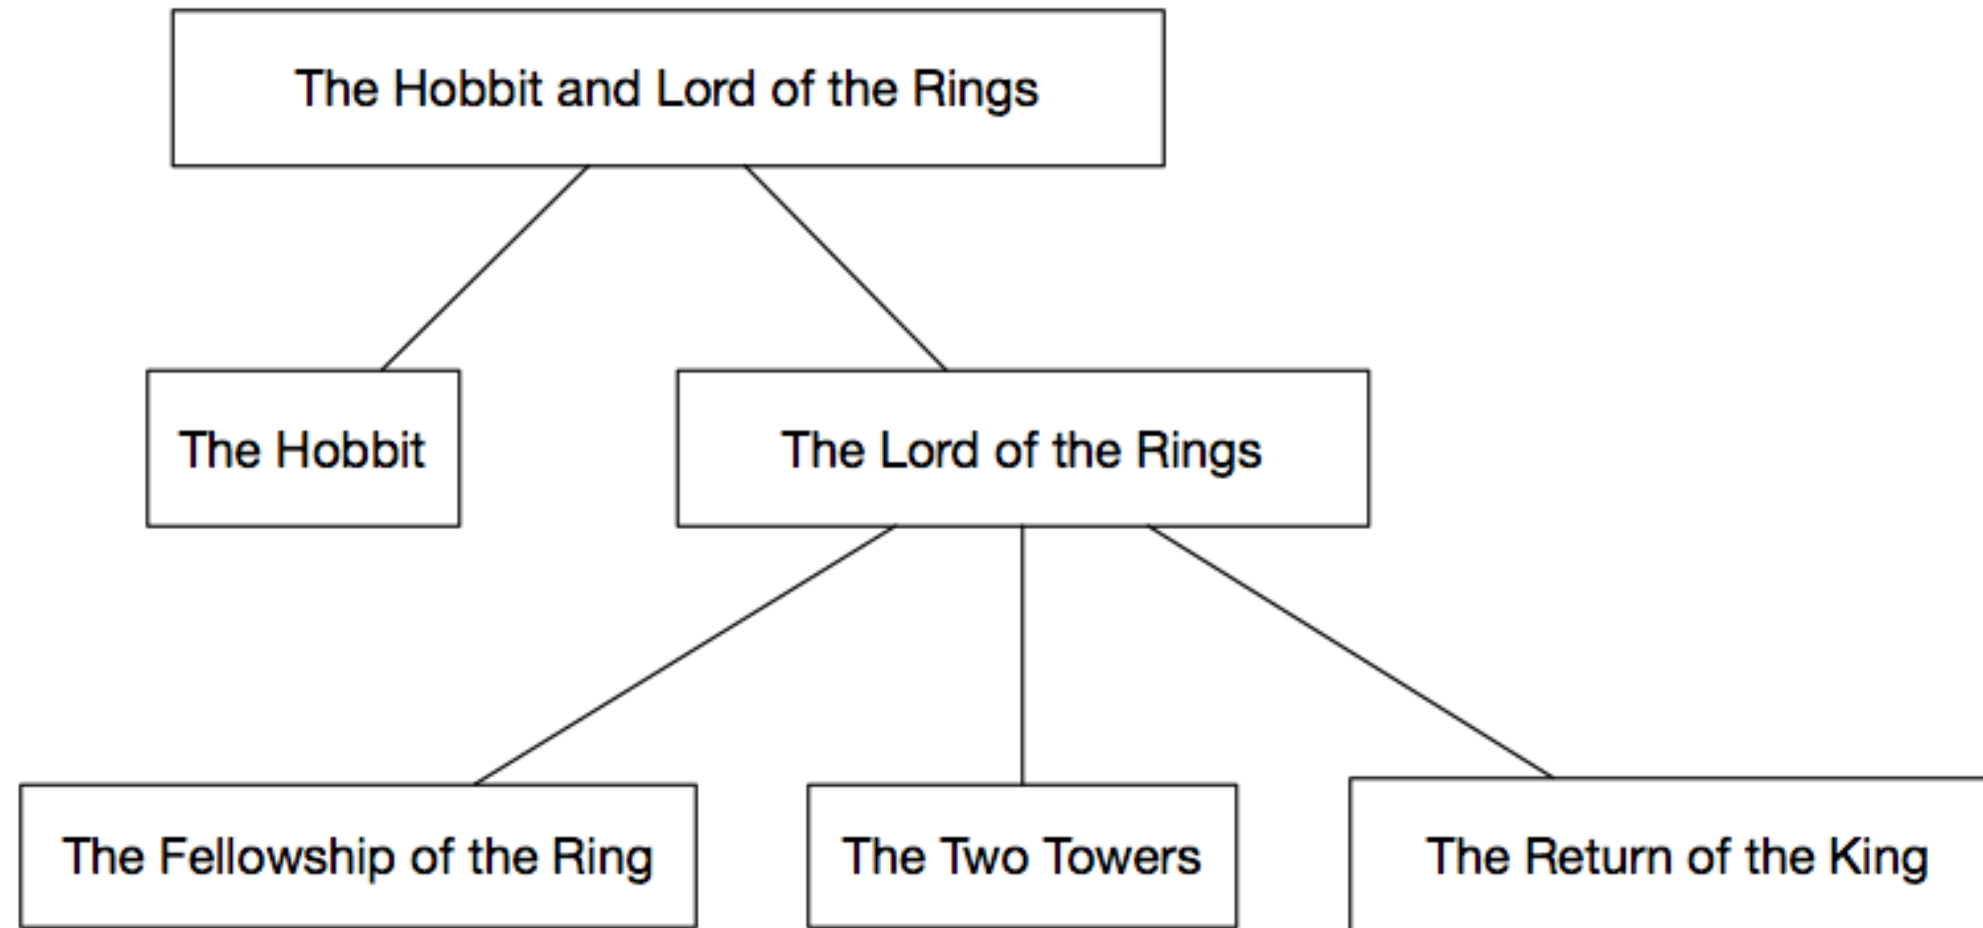 The Hobbit and Lord of the Rings
The Hobbit
The Lord of the Rings
The Fellowship of the Ring
The Two Towers
The Return of the King